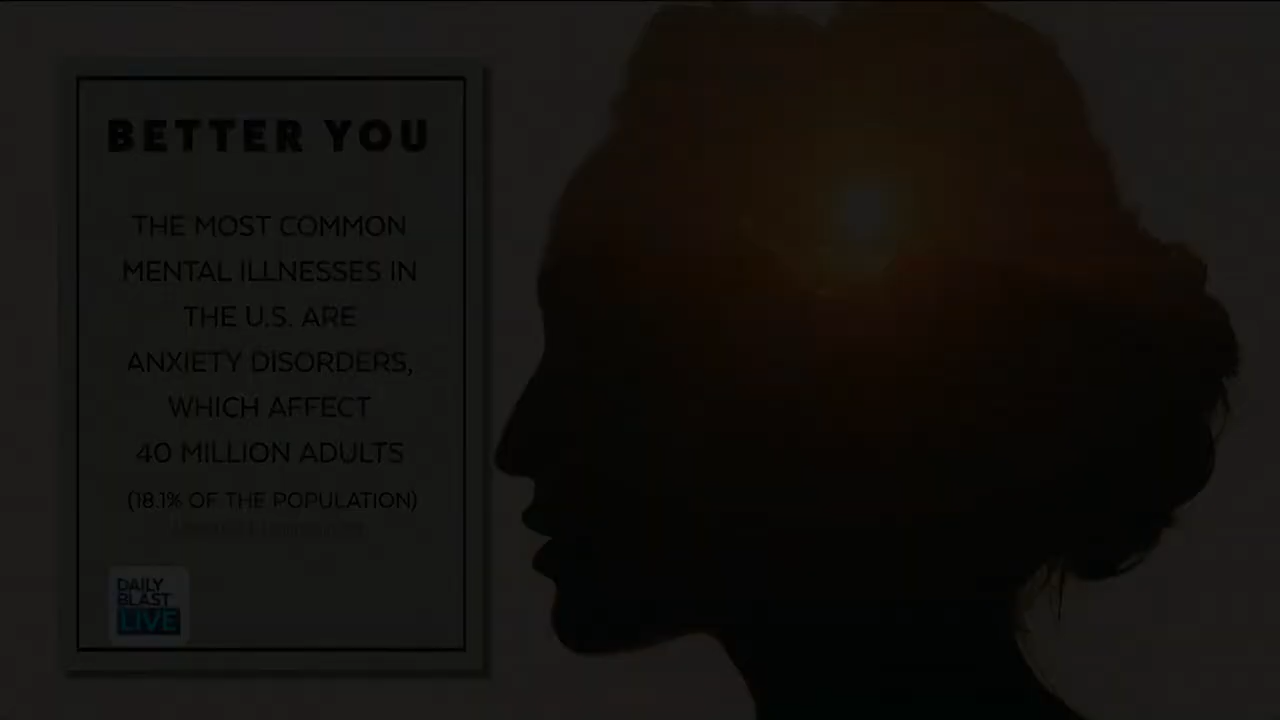 BETTER YOU
THE MOST COMMON
MENTAL ILLNESSES IN
THE U.S. ARE
ANXIETY DISORDERS,
WHICH AFFECT
40 MILLION ADULTS
(18.1% OF THE POPULATION)
DAILY
BLAST
LIVE